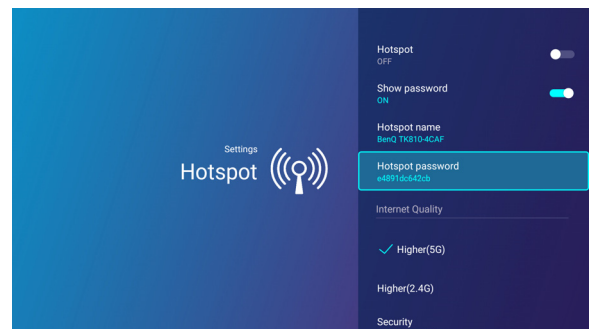 Settings
Hotspot
Hotspot
OFF
Show password
ON
Hotspot name
BenQ TK810-4CAF
Hotspot password
e4891dc642cb
Internet Quality
Higher(5G)
Higher(2.4G)
Security